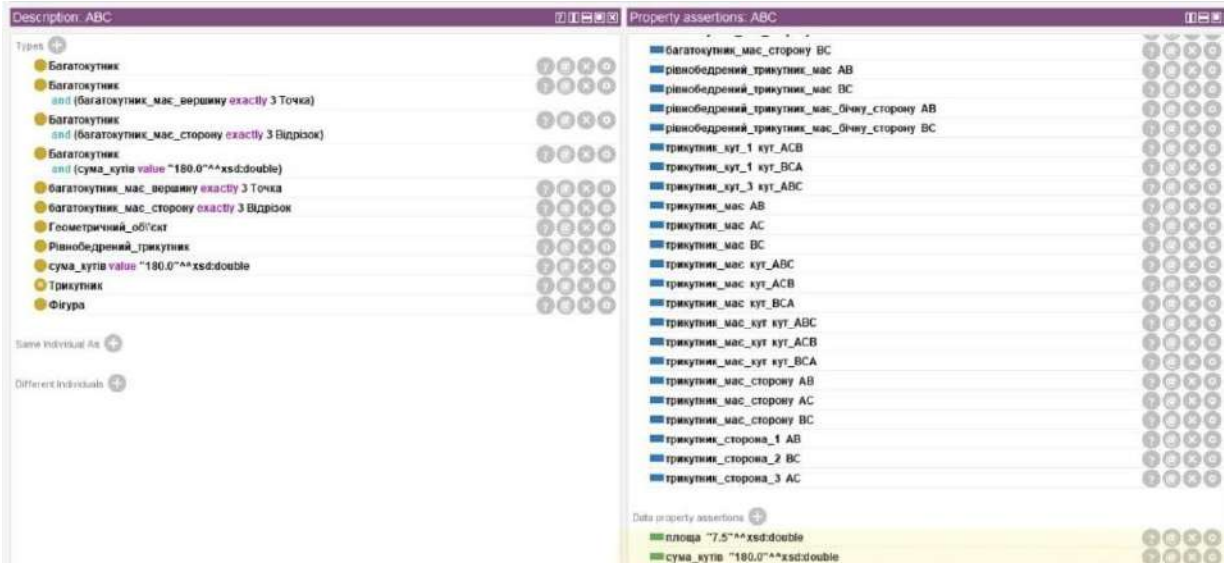 Description: ABC
Types
Багатокутник
Багатокутник
and (багатокутник_має_вершину exactly 3 Точка)
Багатокутник
and (багатокутник_має_сторону exactly 3 Відрізок)
Багатокутник
and (сума_кутів value "180.0"^^xsd:double)
багатокутник_має_вершину exactly 3 Точка
багатокутник_має_сторону exactly 3 Відрізок
Геометричний_об\'єкт
Рівнобедрений_трикутник
сума_кутів value "180.0"^^xsd:double
Трикутник
Фігура
Same Individual As
Different Individuals
Property assertions: ABC
багатокутник_має_сторону BC
рівнобедрений_трикутник_має AB
рівнобедрений_трикутник_має BC
рівнобедрений_трикутник_має_бічну_сторону AB
рівнобедрений_трикутник_має_бічну_сторону BC
трикутник_кут_1 кут_ACB
трикутник_кут_1 кут_BCA
трикутник_кут_3 кут_ABC
трикутник_має AB
трикутник_має AC
трикутник_має BC
трикутник_має кут_ABC
трикутник_має кут_ACB
трикутник_має кут_BCA
трикутник_має_кут кут_ABC
трикутник_має_кут кут_ACB
трикутник_має_кут кут_BCA
трикутник_має_сторону AB
трикутник_має_сторону AC
трикутник_має_сторону BC
трикутник_сторона_1 AB
трикутник_сторона_2 BC
трикутник_сторона_3 AC
Data property assertions
площа "7.5"^^xsd:double
сума_кутів "180.0"^^xsd:double